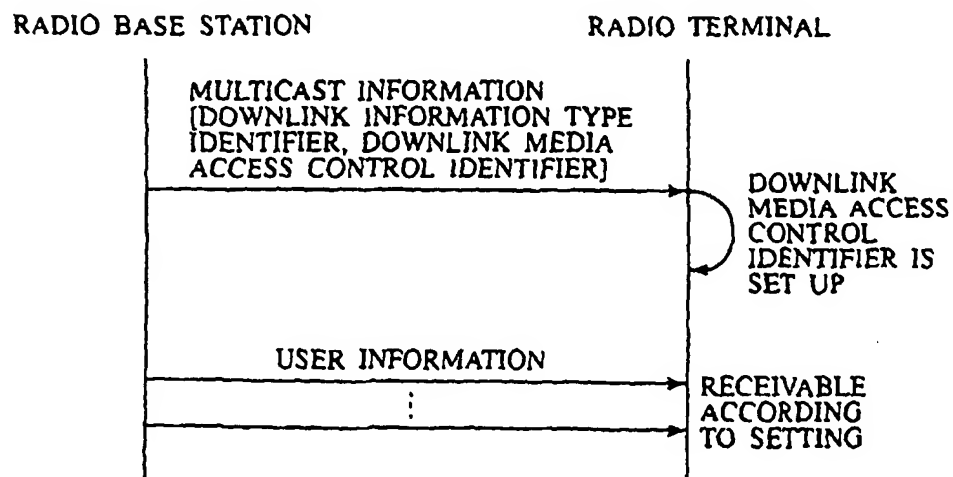 RADIO BASE STATION
RADIO TERMINAL
MULTICAST INFORMATION
[DOWNLINK INFORMATION TYPE
IDENTIFIER, DOWNLINK MEDIA
ACCESS CONTROL IDENTIFIER]
DOWNLINK
MEDIA ACCESS
CONTROL
IDENTIFIER IS
SET UP
USER INFORMATION
RECEIVABLE
ACCORDING
TO SETTING